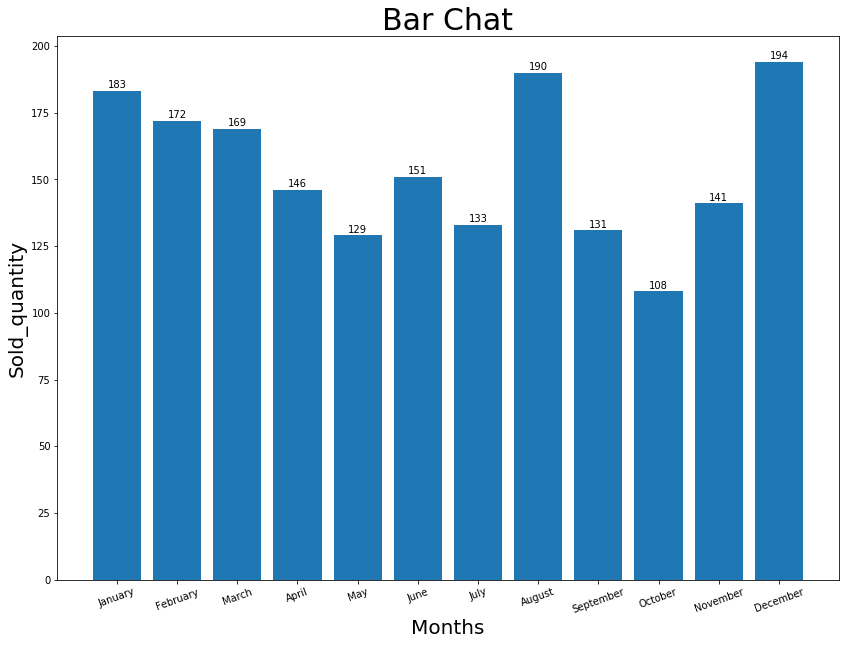 Bar Chat
200
175
150
125
100
75
50
25
0
Sold_quantity
183
172
169
146
129
151
133
190
131
108
141
194
January
February
March
April
May
June
July
August
September
October
November
December
Months